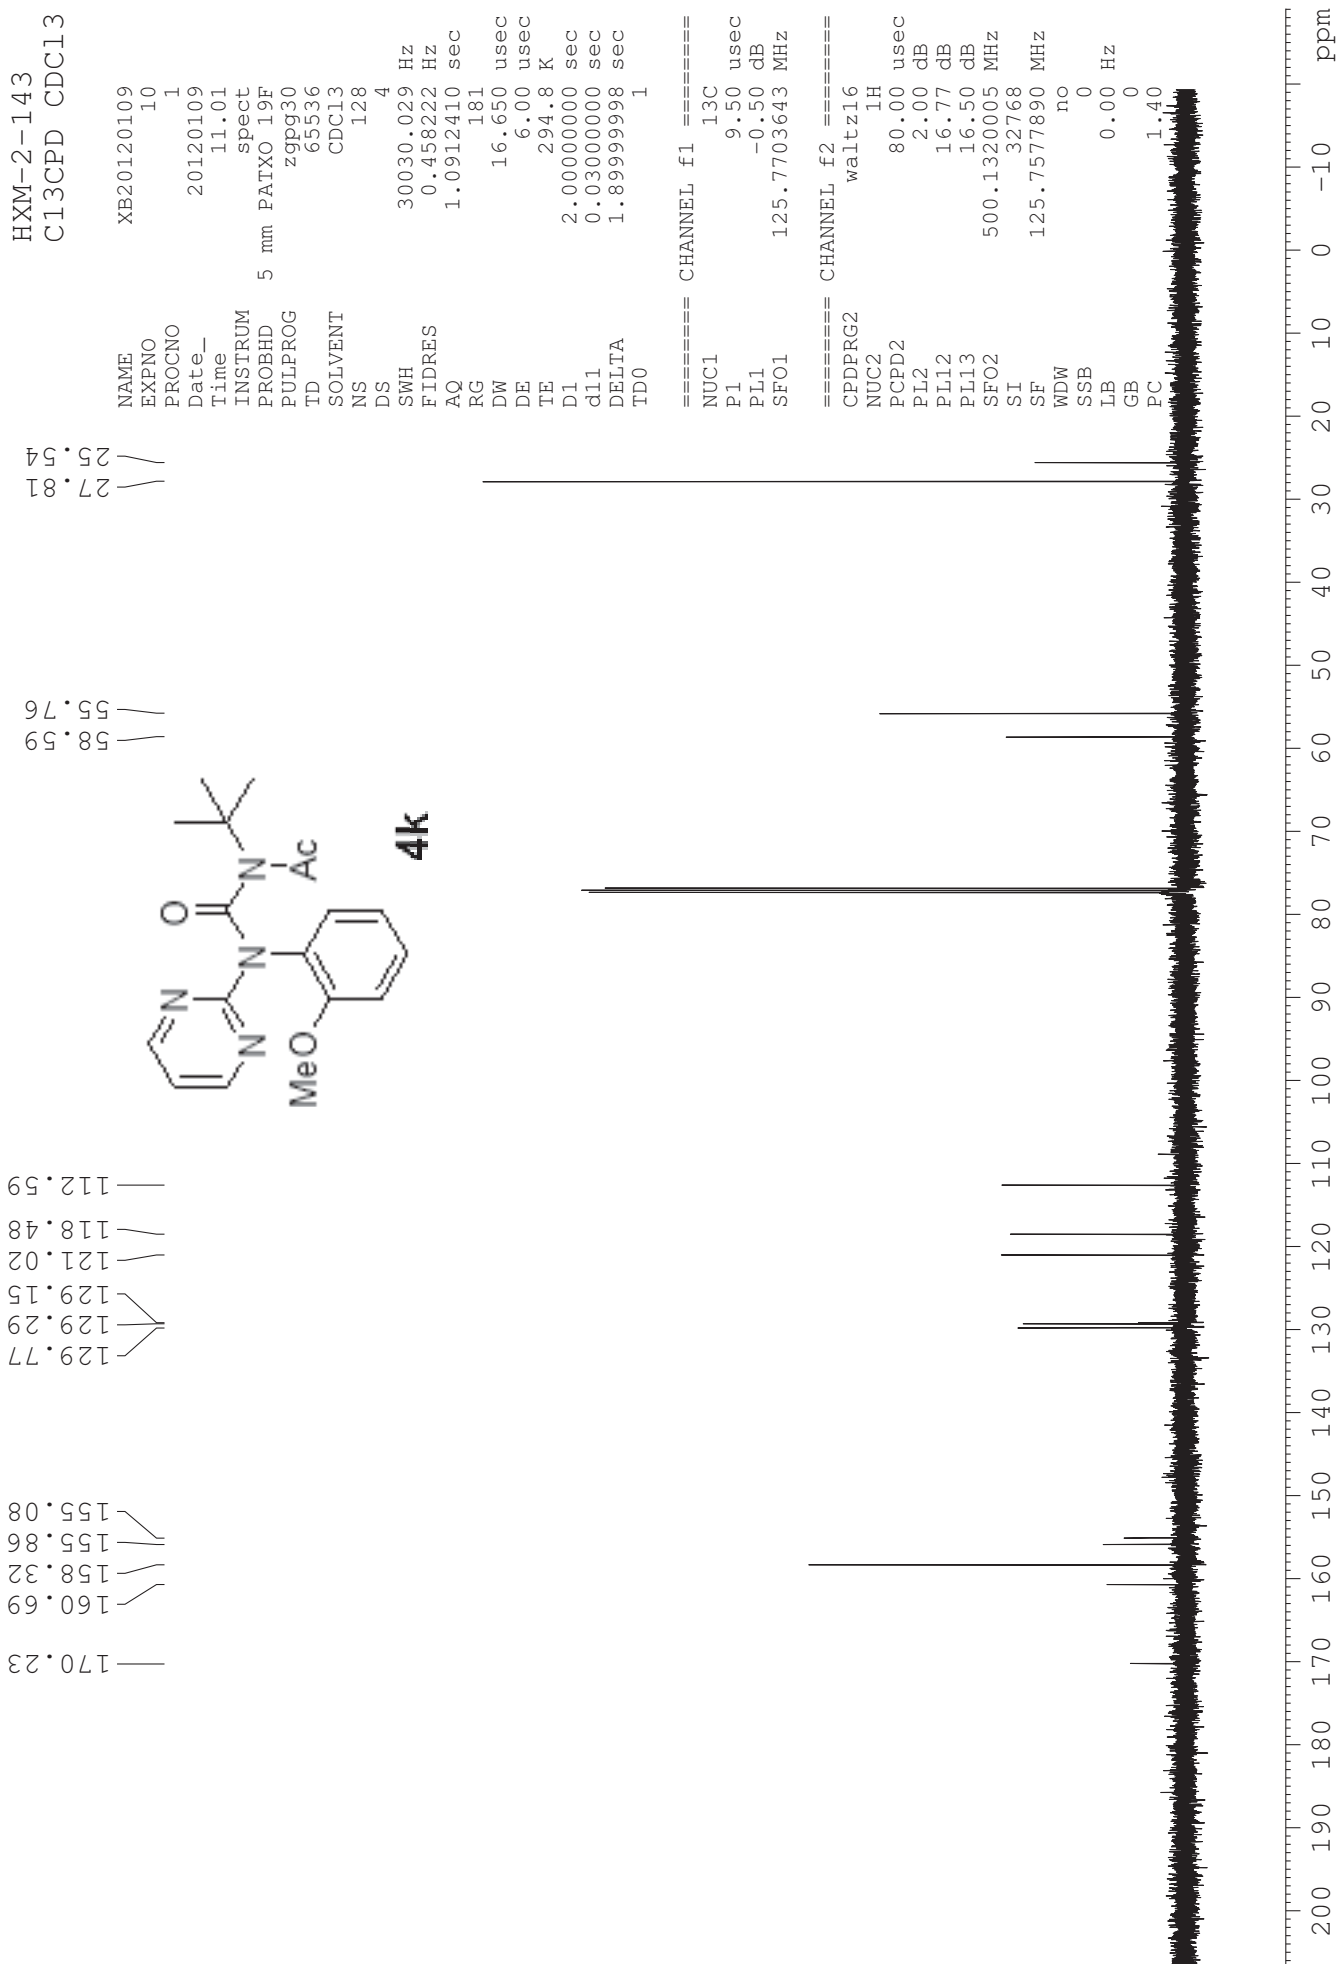 HXM-2-143
C13CPD CDCl3
NAME XB20120109
EXPNO 10
PROCNO 1
Date_ 20120109
Time 11.01
INSTRUM spect
PROBHD 5 mm PATXO 19F
PULPROG zgpg30
TD 65536
SOLVENT CDCl3
NS 128
DS 4
SWH 30030.029 Hz
FIDRES 0.458222 Hz
AQ 1.0912410 sec
RG 181
DW 16.650 usec
DE 6.00 usec
TE 294.8 K
D1 2.00000000 sec
d11 0.03000000 sec
DELTA 1.89999998 sec
TD0 1
======== CHANNEL f1 ========
NUC1 13C
P1 9.50 usec
PL1 -0.50 dB
SFO1 125.7703643 MHz
======== CHANNEL f2 ========
CPDPRG2 waltz16
NUC2 1H
PCPD2 80.00 usec
PL2 2.00 dB
PL12 16.77 dB
PL13 16.50 dB
SFO2 500.1320005 MHz
SI 32768
SF 125.7577890 MHz
WDW no
SSB 0
LB 0.00 Hz
GB 0
PC 1.40
170.23
160.69
158.32
155.86
155.08
129.77
129.29
129.15
121.02
118.48
112.59
58.59
55.76
27.81
25.54
O
N
N
N
N
Ac
MeO
4k
200 190 180 170 160 150 140 130 120 110 100 90 80 70 60 50 40 30 20 10 0 -10 ppm